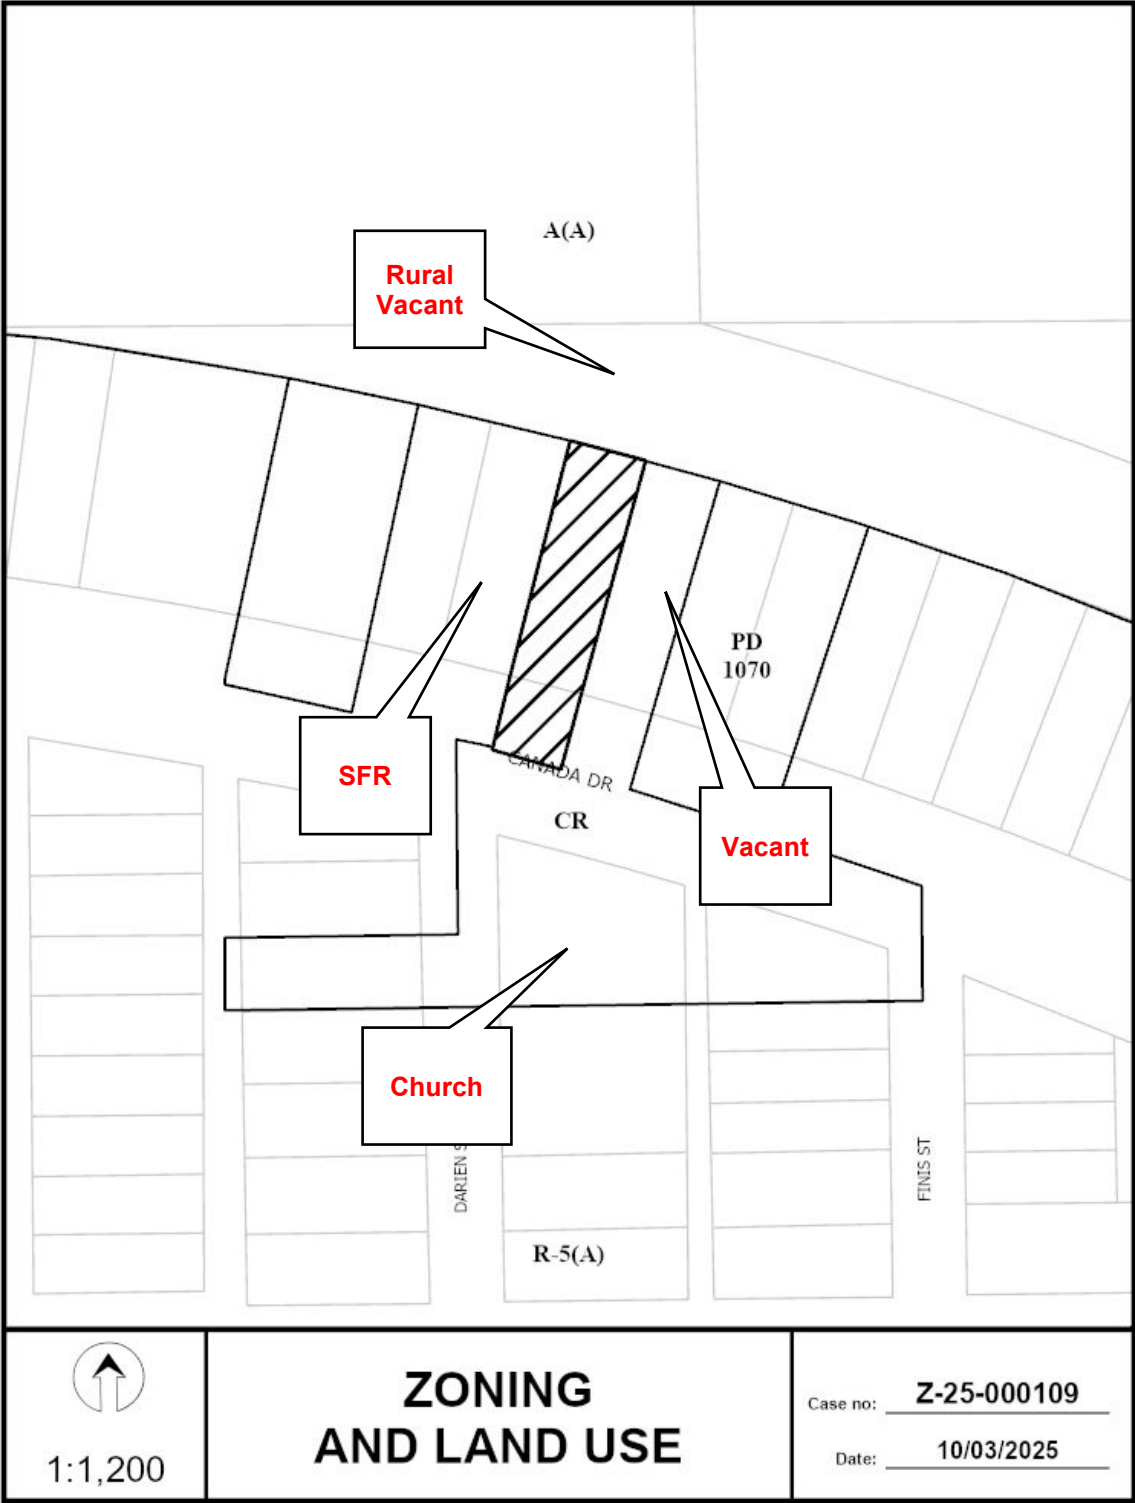 A(A)
Rural
Vacant
PD
1070
SFR
CANADA DR
CR
Vacant
Church
DARIEN S
FINIS ST
R-5(A)
1:1,200
ZONING
AND LAND USE
Case no: Z-25-000109
Date: 10/03/2025